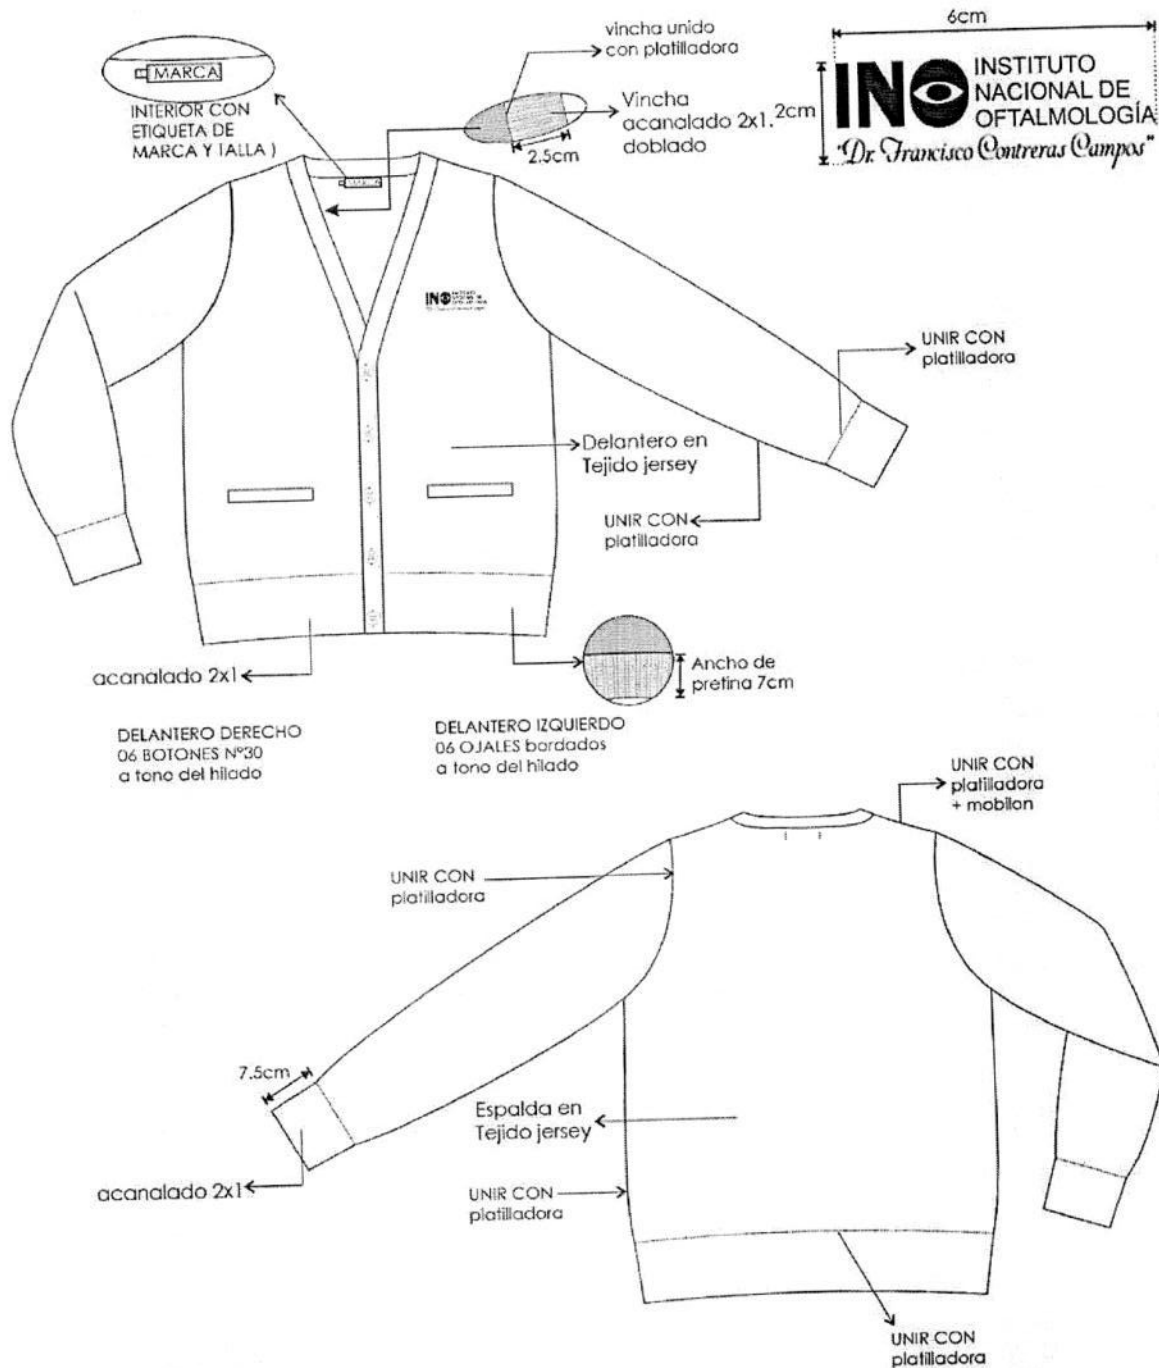 6cm
vincha unido
con platilladora
MARCA
INTERIOR CON
ETIQUETA DE
MARCA Y TALLA )
Vincha
acanalado 2x1.
doblado
2.5cm
2cm
INO
INSTITUTO
NACIONAL DE
OFTALMOLOGÍA
"Dr. Francisco Contreras Campos"
MARCA
INO
UNIR CON
platilladora
Delantero en
Tejido jersey
UNIR CON
platilladora
acanalado 2x1
Ancho de
pretina 7cm
DELANTERO DERECHO
06 BOTONES Nº30
a tono del hilado
DELANTERO IZQUIERDO
06 OJALES bordados
a tono del hilado
UNIR CON
platilladora
+ mobilon
UNIR CON
platilladora
7.5cm
Espalda en
Tejido jersey
acanalado 2x1
UNIR CON
platilladora
UNIR CON
platilladora